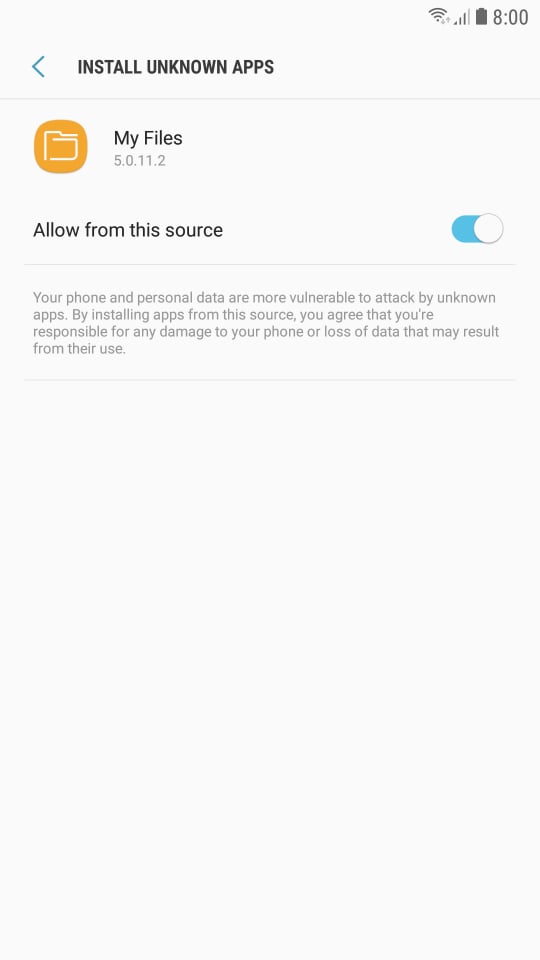 8:00
INSTALL UNKNOWN APPS
My Files
5.0.11.2
Allow from this source
Your phone and personal data are more vulnerable to attack by unknown
apps. By installing apps from this source, you agree that you're
responsible for any damage to your phone or loss of data that may result
from their use.